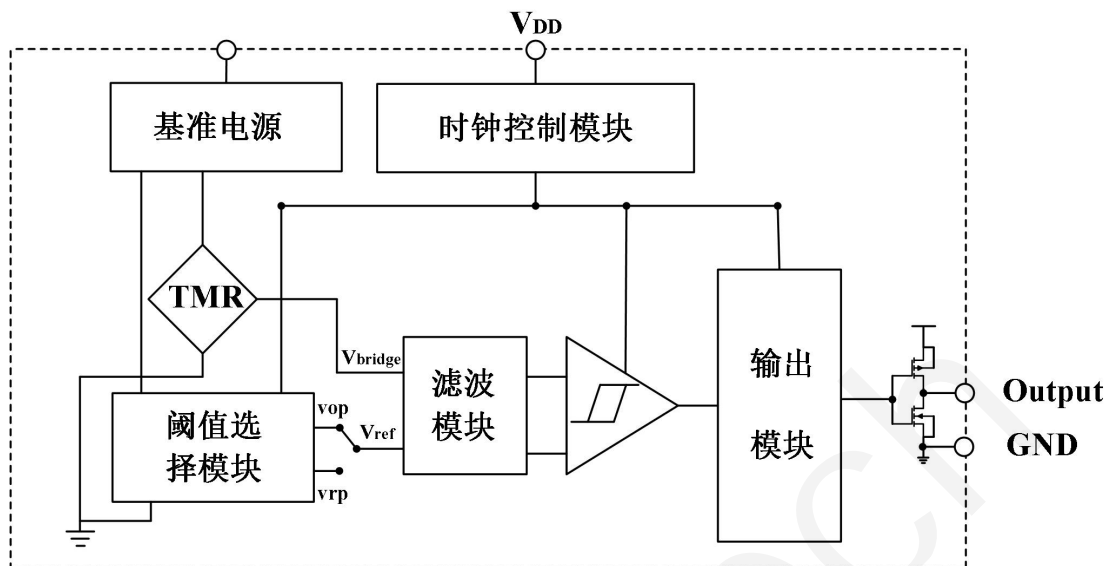 VDD
基准电源
时钟控制模块
TMR
Vbridge
滤波
模块
输出
模块
Output
GND
阈值选
择模块
vop
Vref
vrp